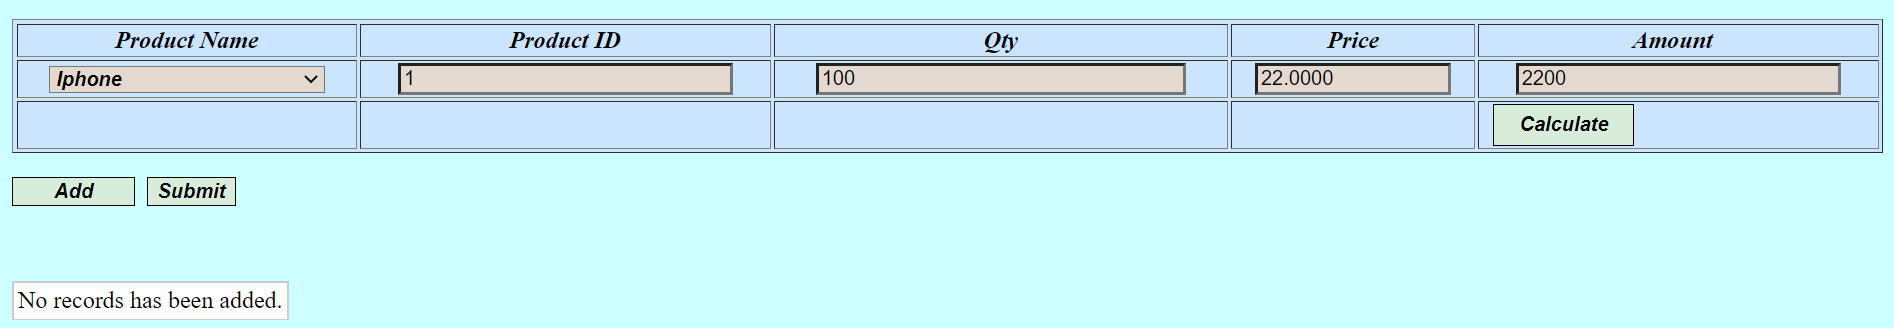 Product Name Product ID Qty Price Amount
Iphone 1 100 22.0000 2200
Calculate
Add Submit
No records has been added.